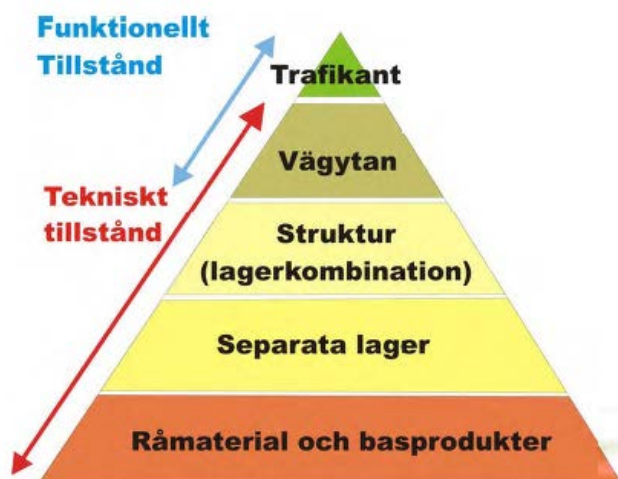 Funktionellt
Tillstånd
Trafikant
Vägytan
Tekniskt
tillstånd
Struktur
(lagerkombination)
Separata lager
Råmaterial och basprodukter